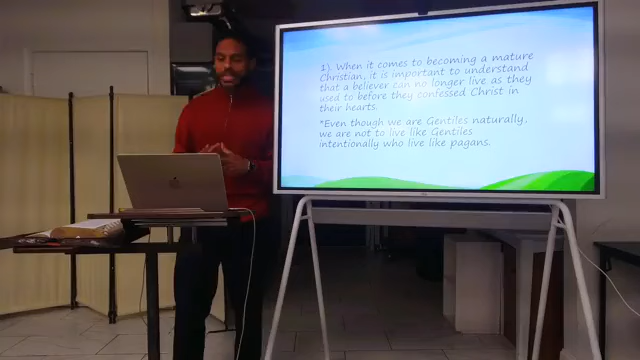 1). When it comes to becoming a mature
Christian, it is important to understand
that a believer can no longer live as they
used to before they confessed Christ in
their hearts.
*Even though we are Gentiles naturally,
we are not to live like Gentiles
intentionally who live like pagans.